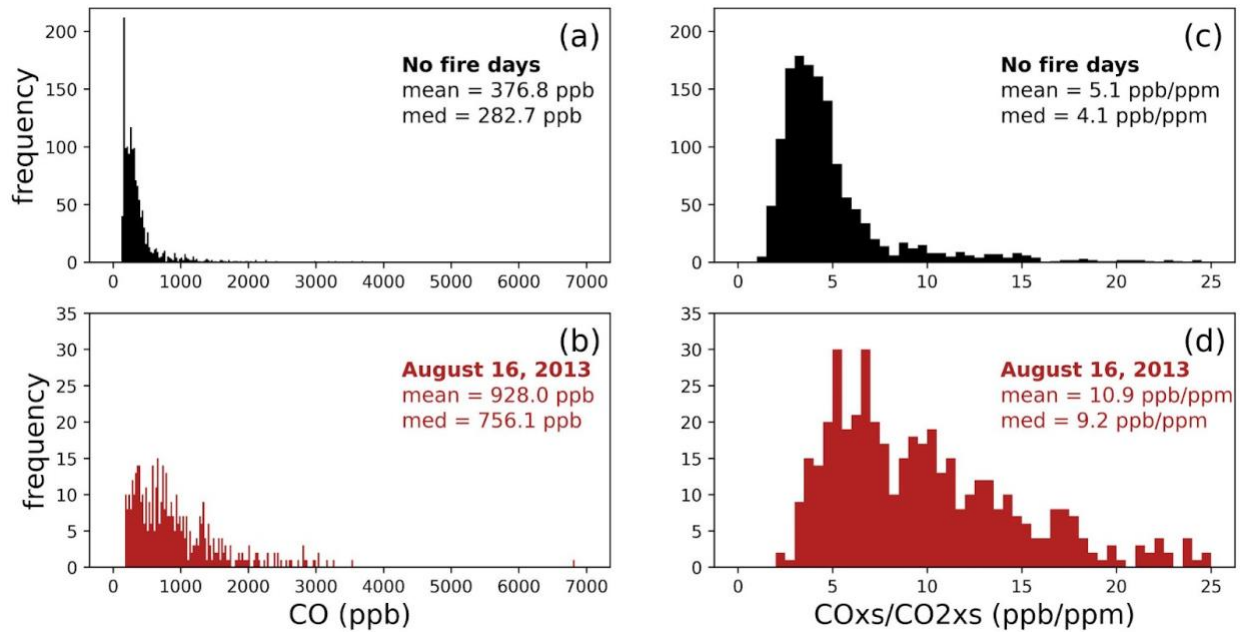 (a)
No fire days
mean = 376.8 ppb
med = 282.7 ppb
frequency
200
150
100
50
0
0 1000 2000 3000 4000 5000 6000 7000
(c)
No fire days
mean = 5.1 ppb/ppm
med = 4.1 ppb/ppm
200
150
100
50
0
0 5 10 15 20 25
(b)
August 16, 2013
mean = 928.0 ppb
med = 756.1 ppb
frequency
35
30
25
20
15
10
5
0
0 1000 2000 3000 4000 5000 6000 7000
CO (ppb)
(d)
August 16, 2013
mean = 10.9 ppb/ppm
med = 9.2 ppb/ppm
35
30
25
20
15
10
5
0
0 5 10 15 20 25
COxs/CO2xs (ppb/ppm)